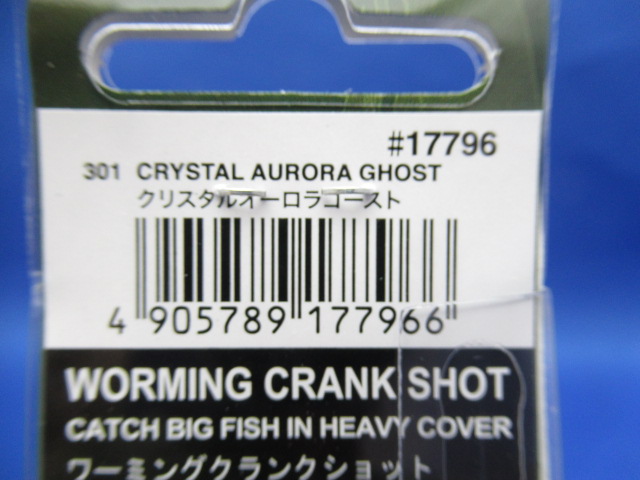 #17796
301 CRYSTAL AURORA GHOST
クリスタルオーロラゴースト
4 905789 177966
WORMING CRANK SHOT
CATCH BIG FISH IN HEAVY COVER
ワーミングクランクショット